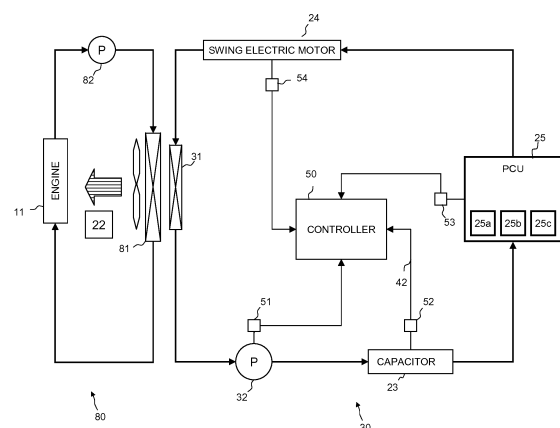 24
SWING ELECTRIC MOTOR
P
82
54
31
25
PCU
25a
25b
25c
53
50
CONTROLLER
ENGINE
11
22
81
42
51
52
P
32
CAPACITOR
23
80
30